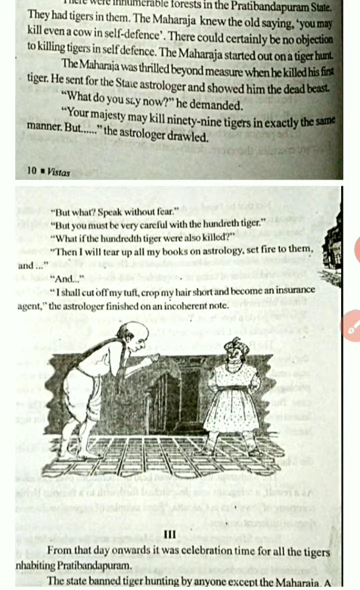 There were innumerable forests in the Pratibandapuram State.
They had tigers in them. The Maharaja knew the old saying, ‘you may
kill even a cow in self-defence’. There could certainly be no objection
to killing tigers in self defence. The Maharaja started out on a tiger hunt.
The Maharaja was thrilled beyond measure when he killed his first
tiger. He sent for the State astrologer and showed him the dead beast.
“What do you say now?” he demanded.
“Your majesty may kill ninety-nine tigers in exactly the same
manner. But......” the astrologer drawled.
10 ■ Vistas
“But what? Speak without fear.”
“But you must be very careful with the hundreth tiger.”
“What if the hundredth tiger were also killed?”
“Then I will tear up all my books on astrology, set fire to them,
and ...”
“And...”
“ I shall cut off my tuft, crop my hair short and become an insurance
agent,” the astrologer finished on an incoherent note.
III
From that day onwards it was celebration time for all the tigers
nhabiting Pratibandapuram.
The state banned tiger hunting by anyone except the Maharaja. A